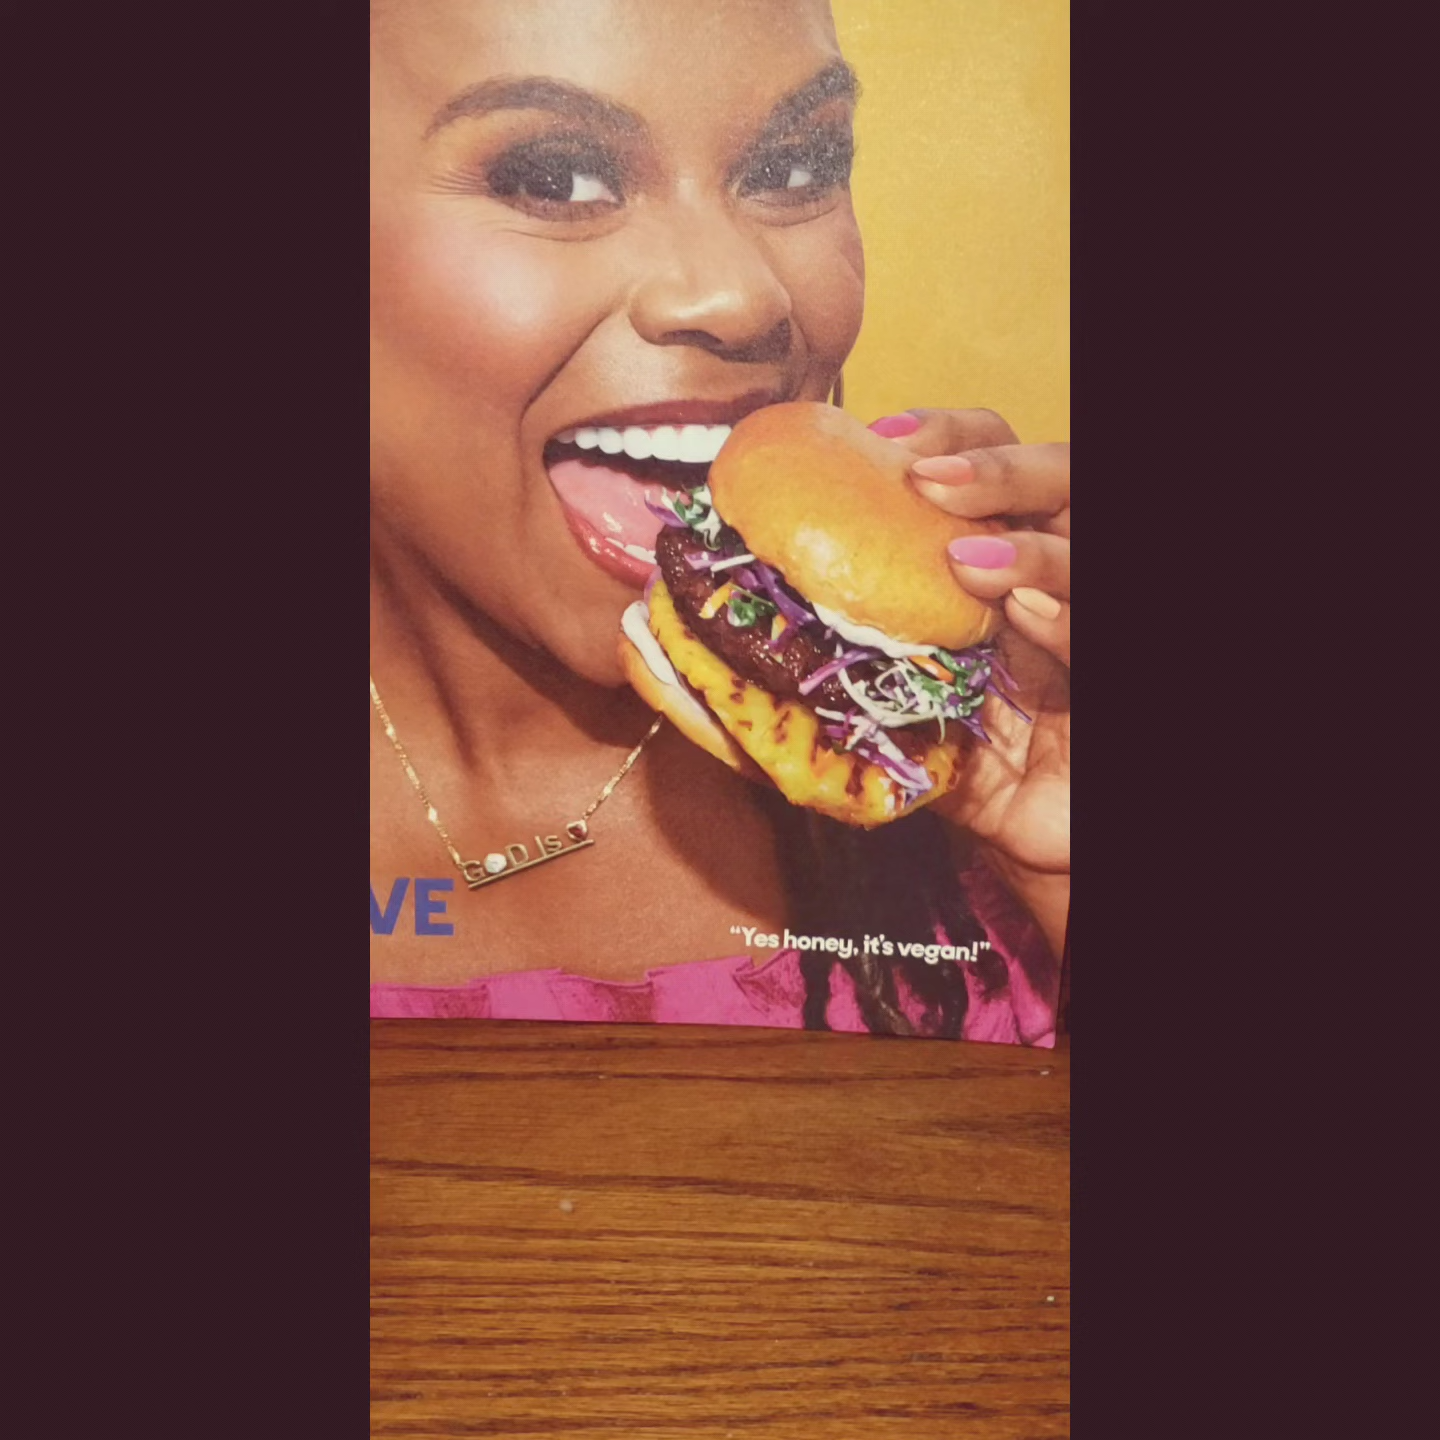 GOD Is
VE
“Yes honey, it's vegan!”